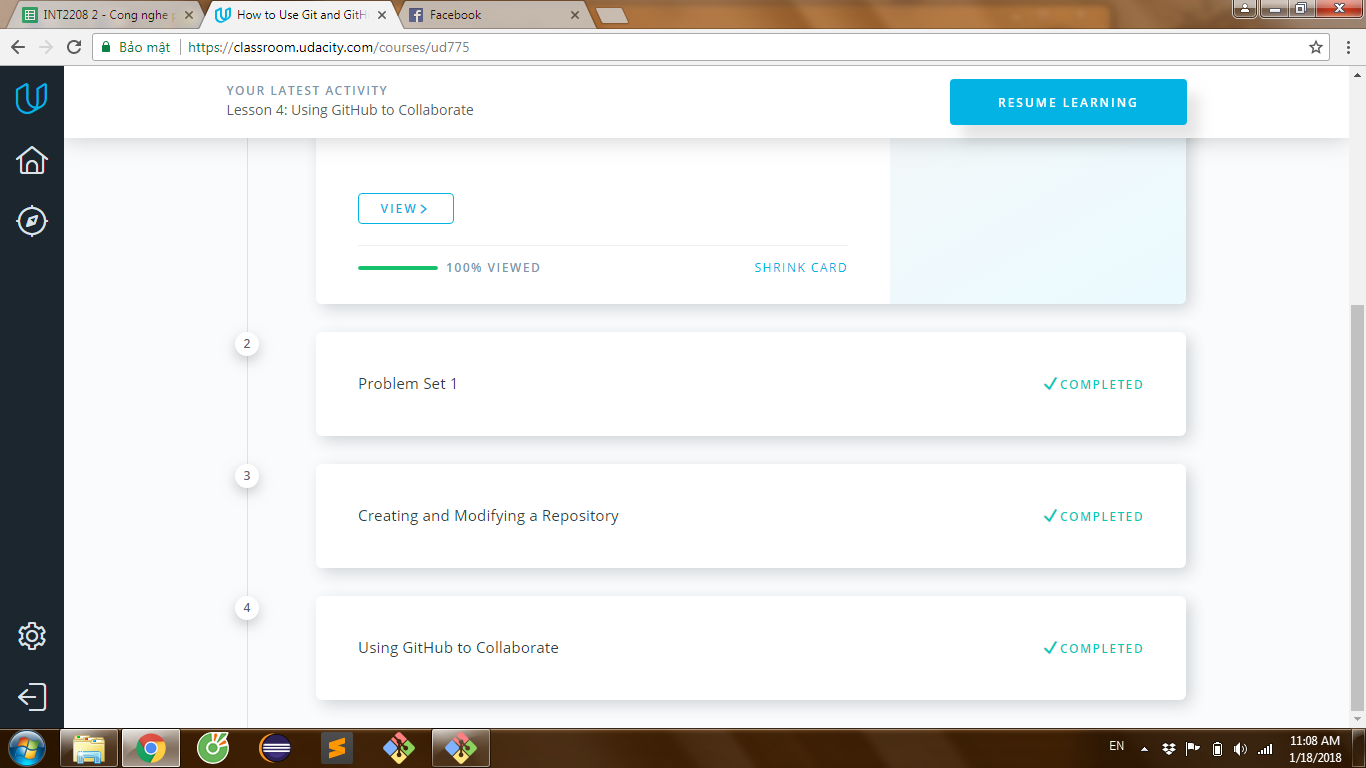 INT2208 2 - Cong nghe
How to Use Git and GitH
Facebook
Bảo mật
https://classroom.udacity.com/courses/ud775
YOUR LATEST ACTIVITY
Lesson 4: Using GitHub to Collaborate
RESUME LEARNING
VIEW
100% VIEWED
SHRINK CARD
2
Problem Set 1
COMPLETED
3
Creating and Modifying a Repository
COMPLETED
4
Using GitHub to Collaborate
COMPLETED
EN
11:08 AM
1/18/2018